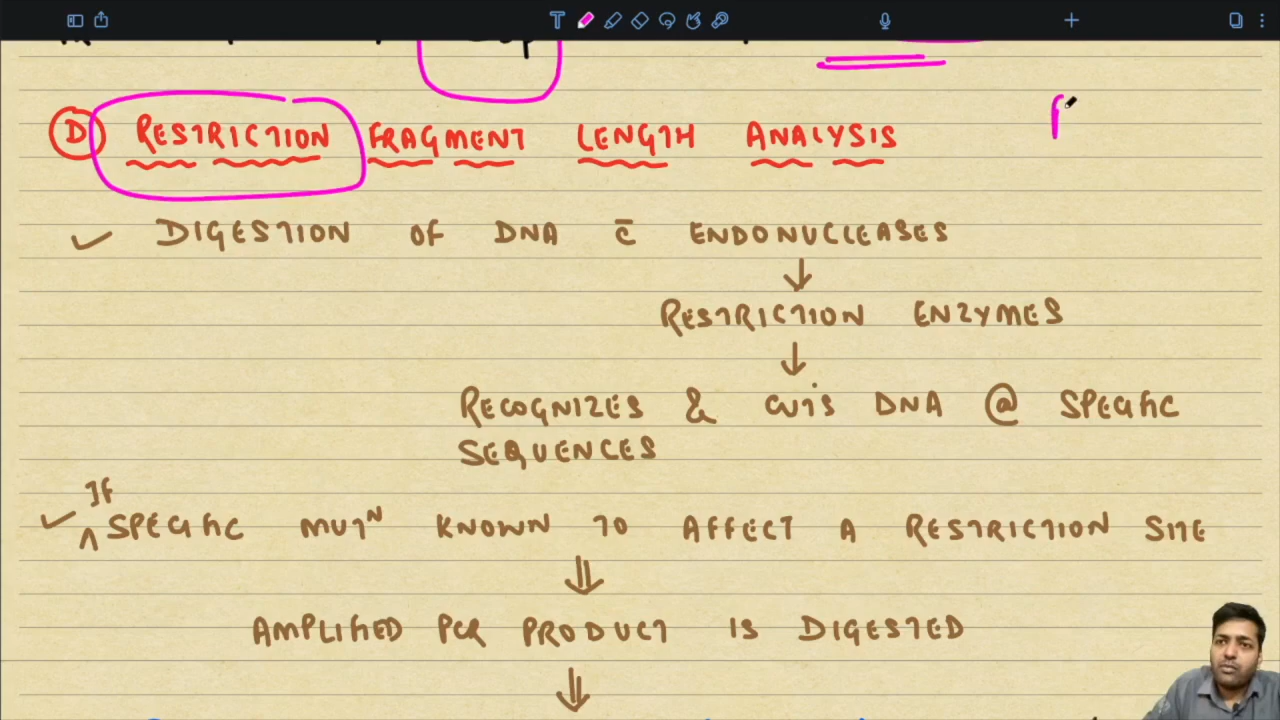 D RESTRICTION FRAGMENT LENGTH ANALYSIS
✓ DIGESTION OF DNA c̄ ENDONUCLEASES
↓
RESTRICTION ENZYMES
↓
RECOGNIZES & CUTS DNA @ SPECIFIC
SEQUENCES
If
✓ ^ SPECIFIC MUTᴺ KNOWN TO AFFECT A RESTRICTION SITE
⇓
AMPLIFIED PCR PRODUCT IS DIGESTED
⇓